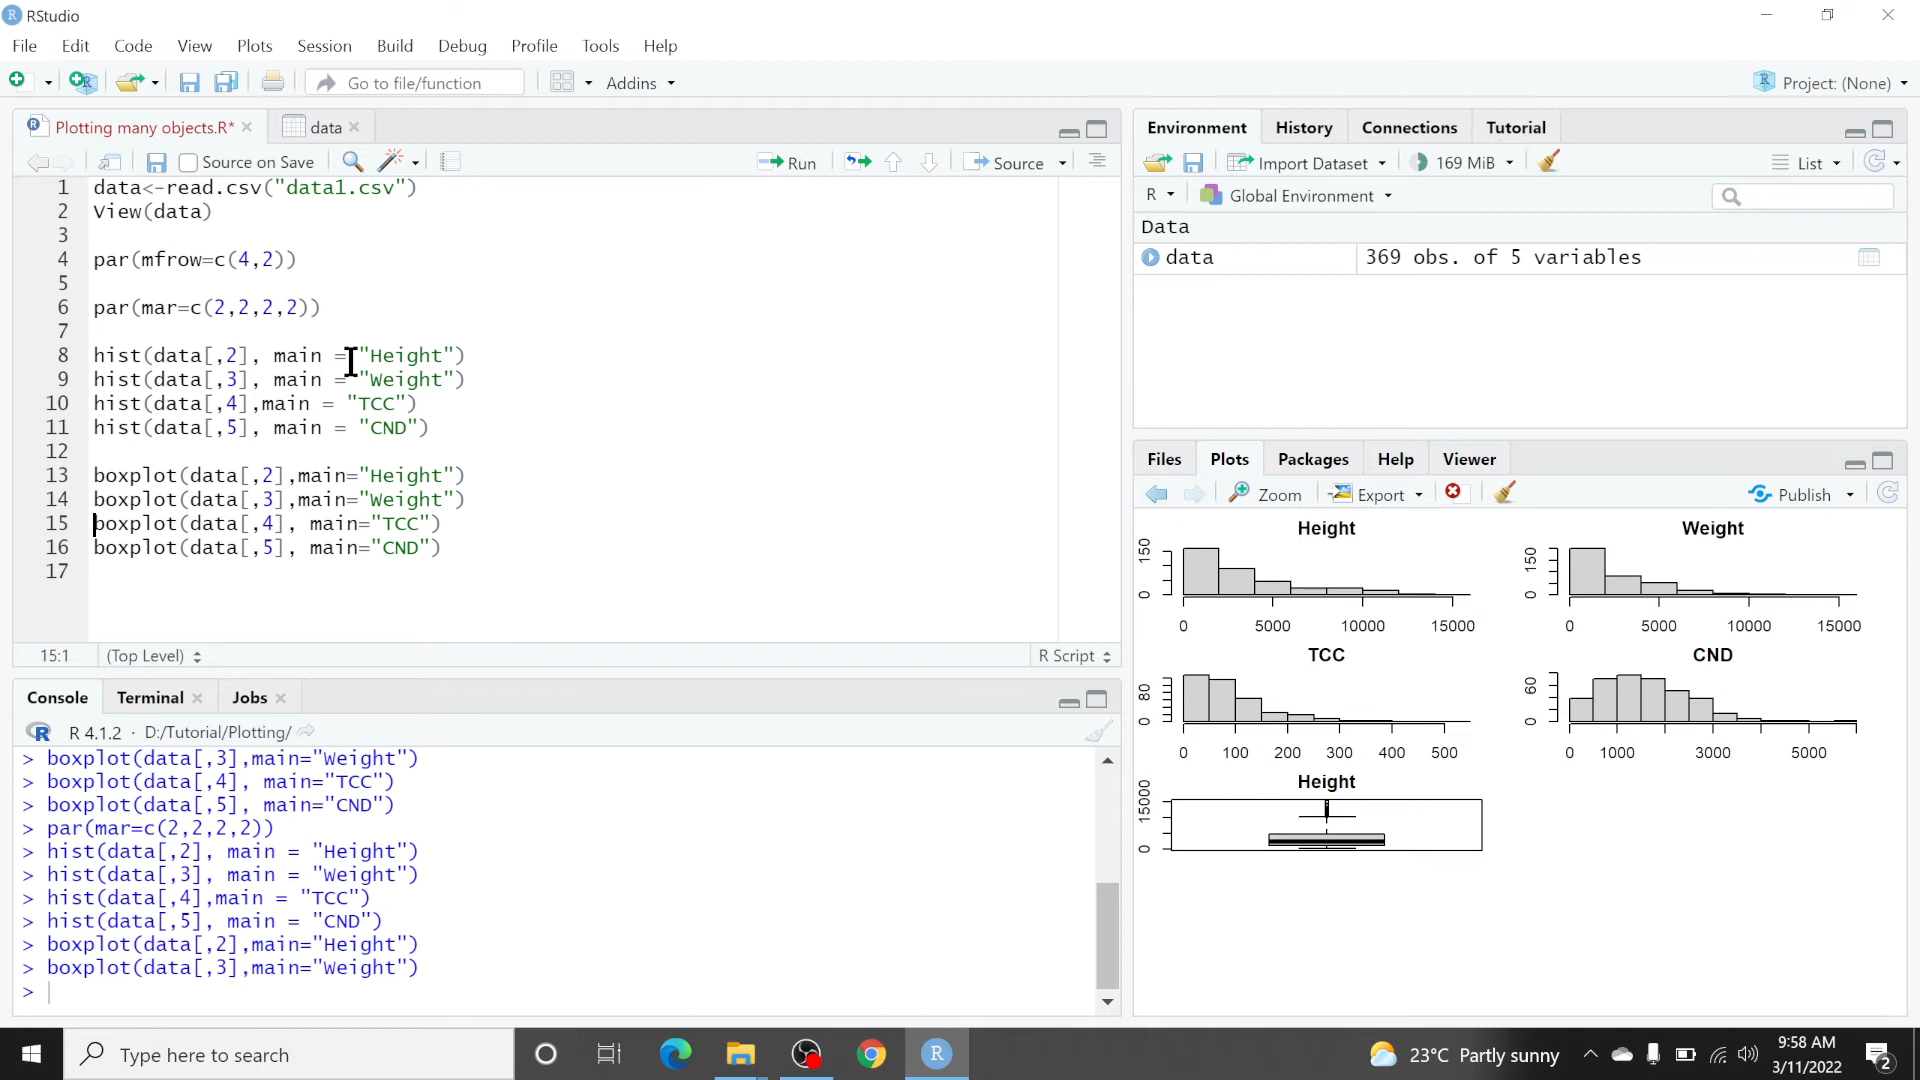 RStudio
File Edit Code View Plots Session Build Debug Profile Tools Help
Go to file/function Addins Project: (None)
Plotting many objects.R* data
Source on Save Run Source
1 data<-read.csv("data1.csv")
2 View(data)
3
4 par(mfrow=c(4,2))
5
6 par(mar=c(2,2,2,2))
7
8 hist(data[,2], main = "Height")
9 hist(data[,3], main = "Weight")
10 hist(data[,4],main = "TCC")
11 hist(data[,5], main = "CND")
12
13 boxplot(data[,2],main="Height")
14 boxplot(data[,3],main="Weight")
15 boxplot(data[,4], main="TCC")
16 boxplot(data[,5], main="CND")
17
15:1 (Top Level) R Script
Console Terminal Jobs
R 4.1.2 · D:/Tutorial/Plotting/
> boxplot(data[,3],main="Weight")
> boxplot(data[,4], main="TCC")
> boxplot(data[,5], main="CND")
> par(mar=c(2,2,2,2))
> hist(data[,2], main = "Height")
> hist(data[,3], main = "Weight")
> hist(data[,4],main = "TCC")
> hist(data[,5], main = "CND")
> boxplot(data[,2],main="Height")
> boxplot(data[,3],main="Weight")
>
Environment History Connections Tutorial
Import Dataset 169 MiB List
R Global Environment
Data
data 369 obs. of 5 variables
Files Plots Packages Help Viewer
Zoom Export Publish
Height
0 150
0 5000 10000 15000
Weight
0 150
0 5000 10000 15000
TCC
0 80
0 100 200 300 400 500
CND
0 60
0 1000 3000 5000
Height
0 15000
Type here to search
23°C Partly sunny
9:58 AM
3/11/2022
2